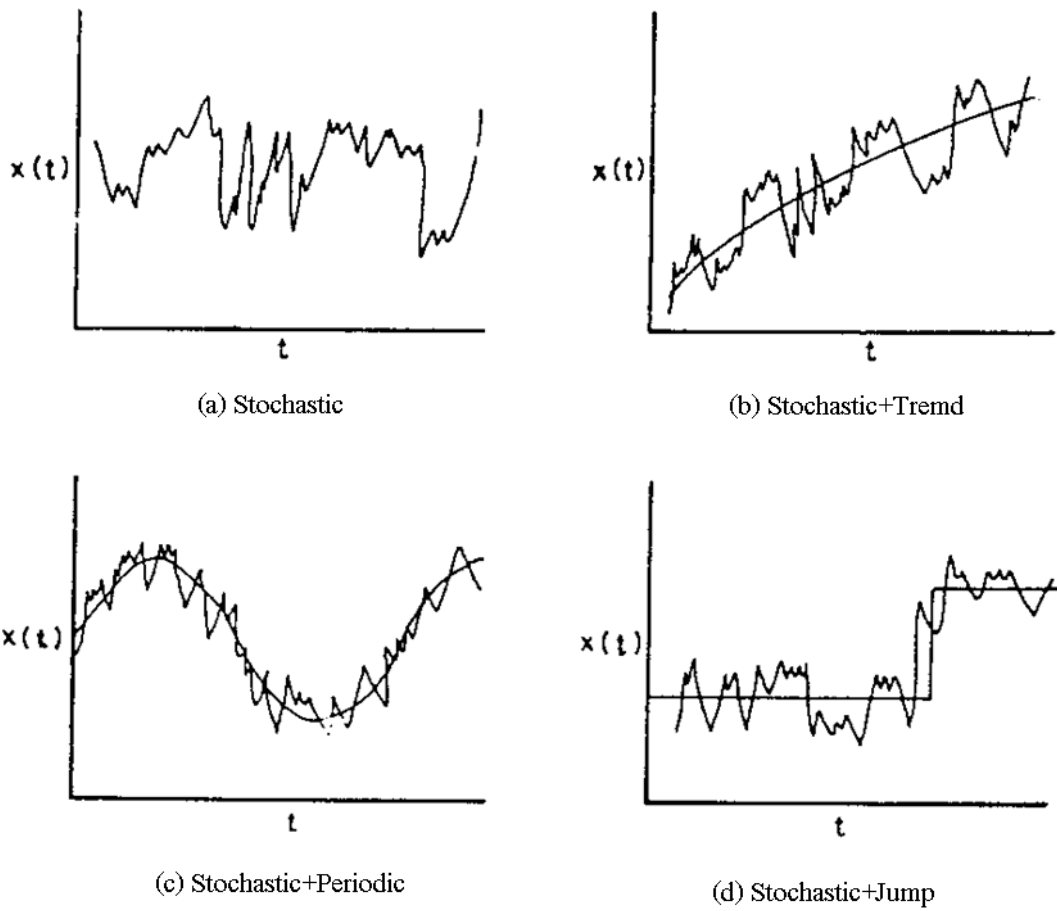 x(t)
t
(a) Stochastic
x(t)
t
(b) Stochastic+Tremd
x(t)
t
(c) Stochastic+Periodic
x(t)
t
(d) Stochastic+Jump